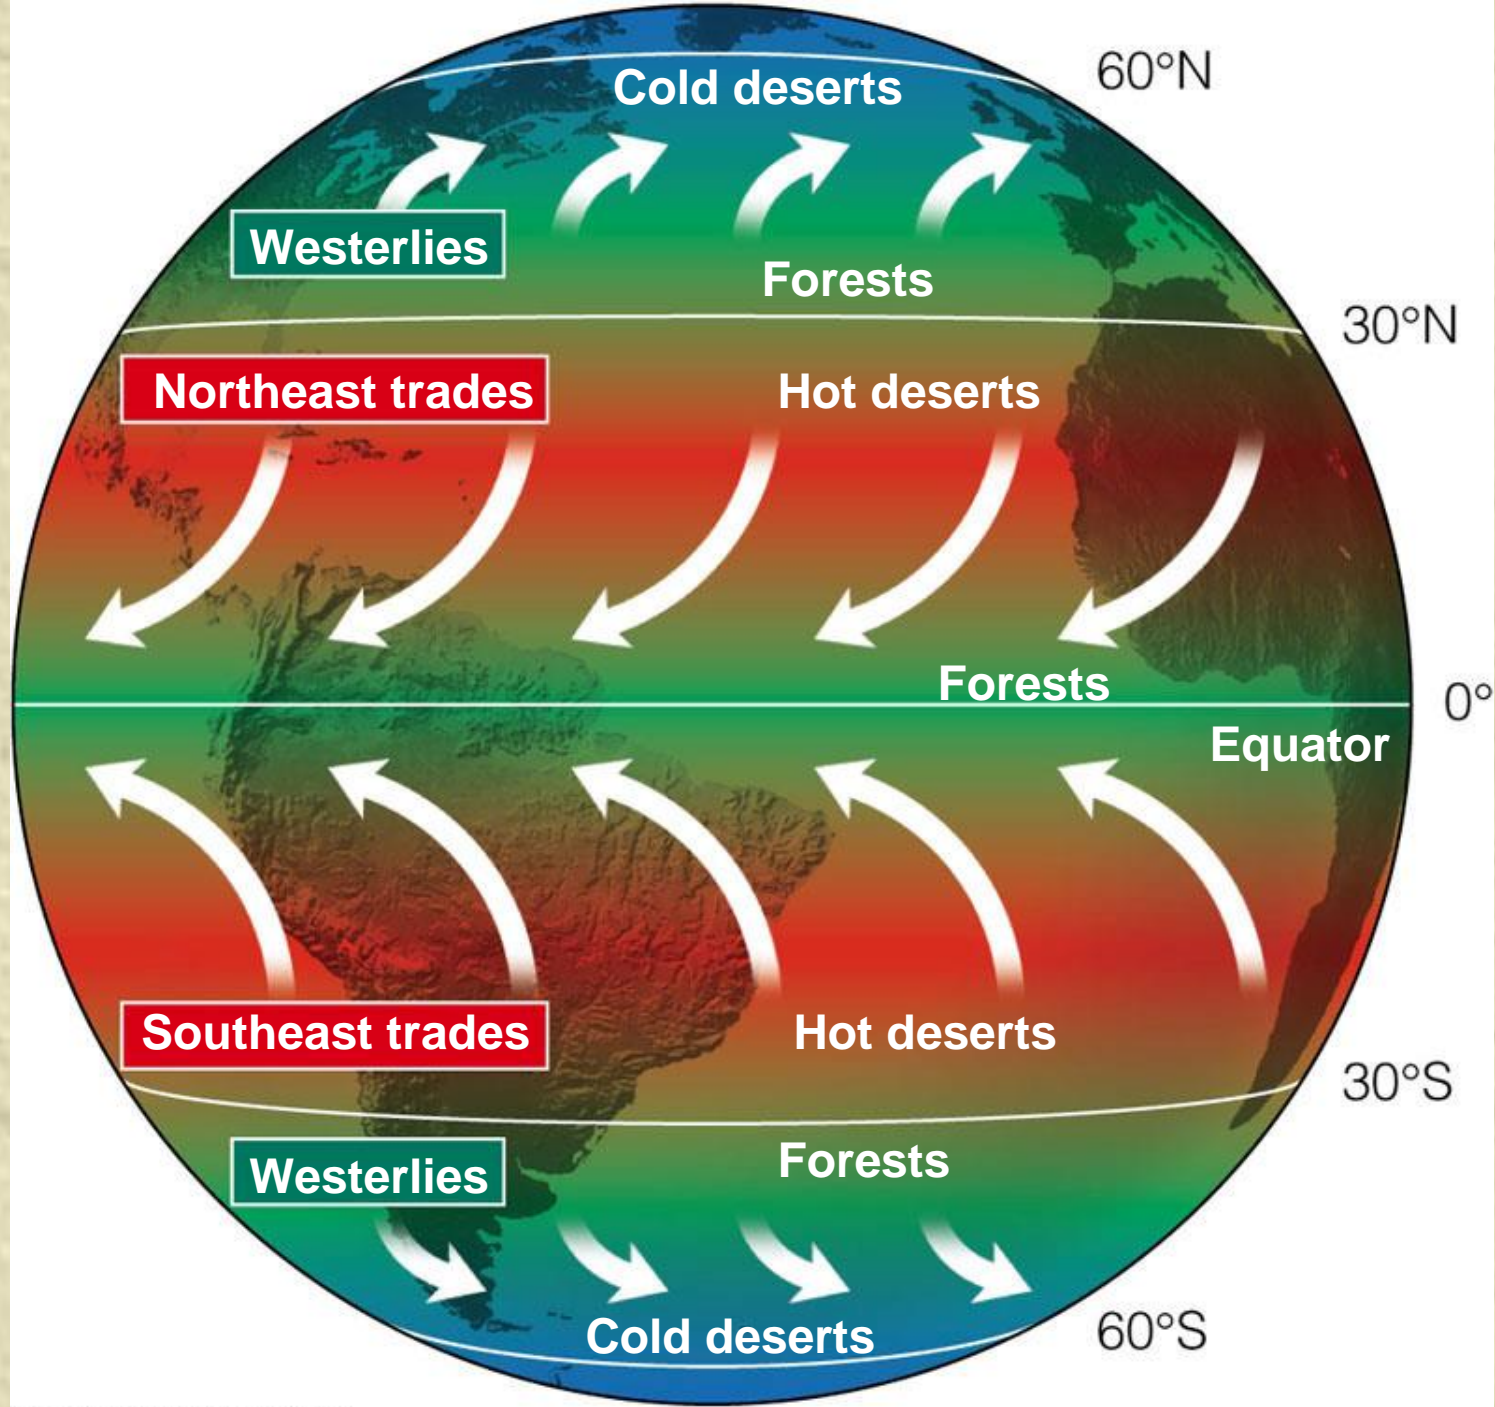 60°N
Cold deserts
Westerlies
Forests
30°N
Northeast trades
Hot deserts
Forests
0°
Equator
Southeast trades
Hot deserts
30°S
Westerlies
Forests
60°S
Cold deserts